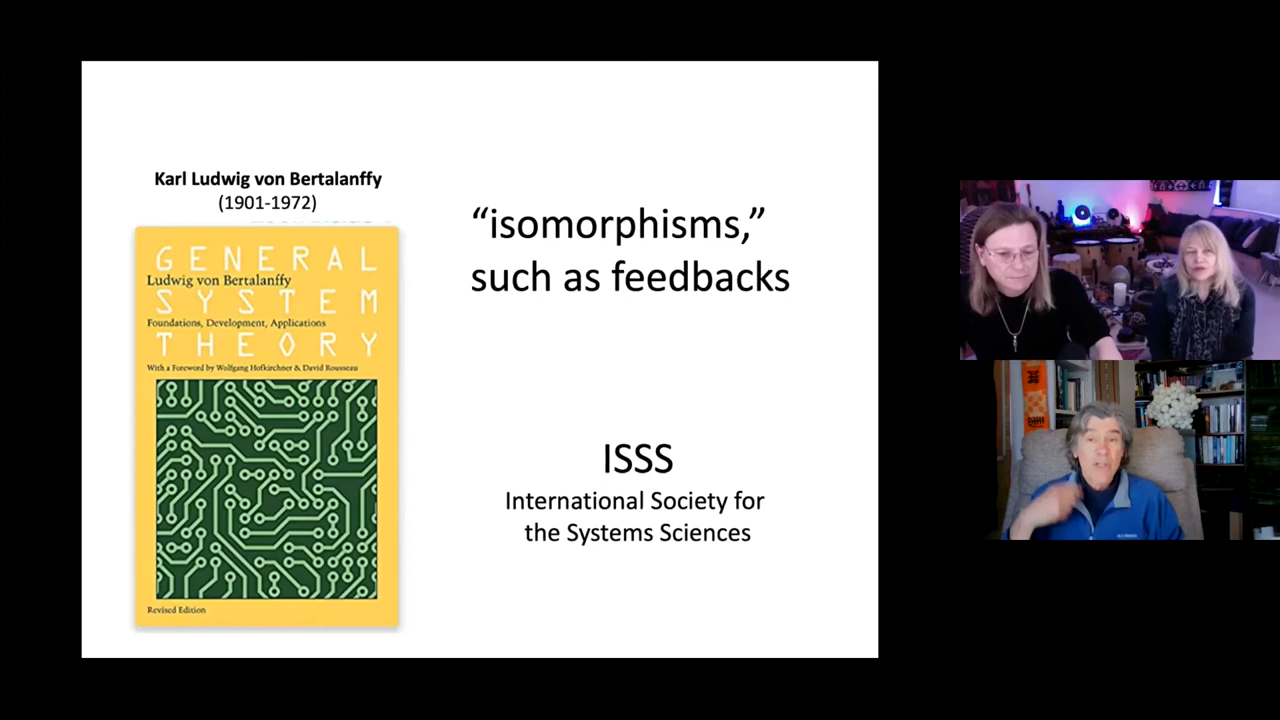 Karl Ludwig von Bertalanffy
(1901-1972)
GENERAL
Ludwig von Bertalanffy
SYSTEM
Foundations, Development, Applications
THEORY
With a Foreword by Wolfgang Hofkirchner & David Rousseau
Revised Edition
“isomorphisms,”
such as feedbacks
ISSS
International Society for
the Systems Sciences